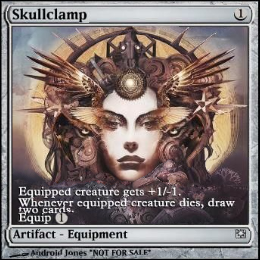 Skullclamp 1
Equipped creature gets +1/-1.
Whenever equipped creature dies, draw
two cards.
Equip 1
Artifact - Equipment
Android Jones *NOT FOR SALE*